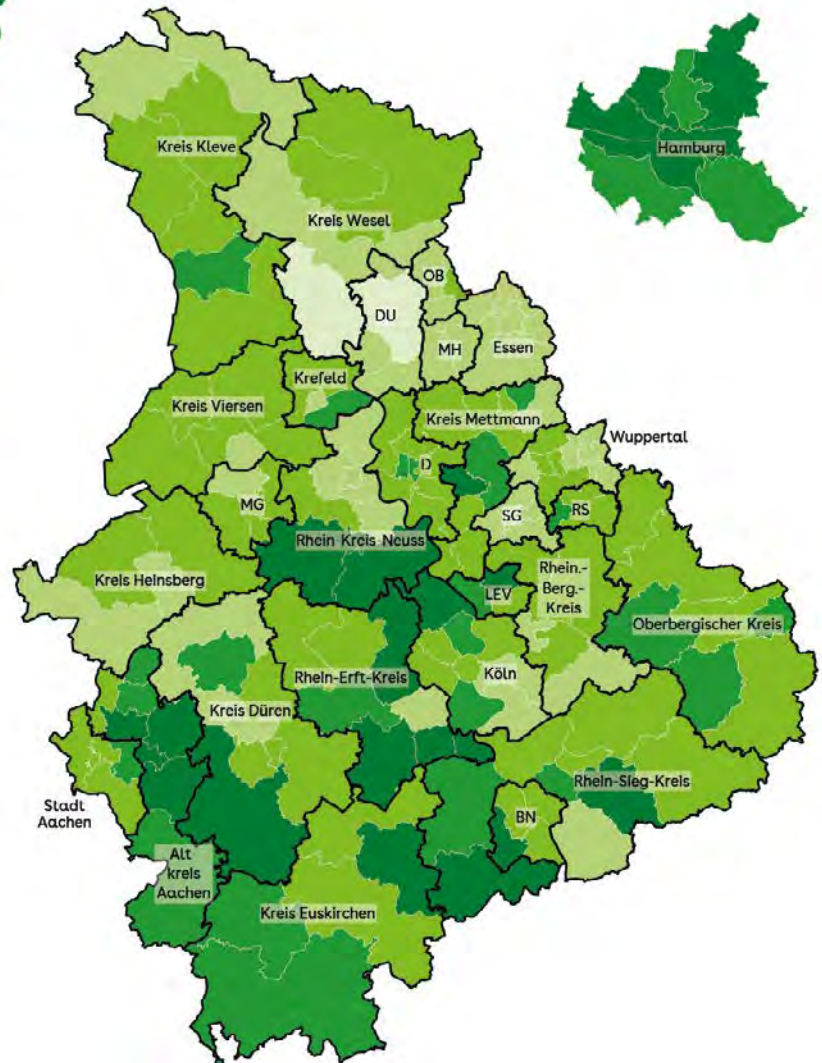 Kreis Kleve
Hamburg
Kreis Wesel
OB
DU
MH
Essen
Krefeld
Kreis Viersen
Kreis Mettmann
Wuppertal
D
MG
SG
RS
Rhein-Kreis Neuss
Kreis Heinsberg
LEV
Rhein.-
Berg.-
Kreis
Oberbergischer Kreis
Rhein-Erft-Kreis
Köln
Kreis Düren
Rhein-Sieg-Kreis
Stadt
Aachen
BN
Alt
kreis
Aachen
Kreis Euskirchen